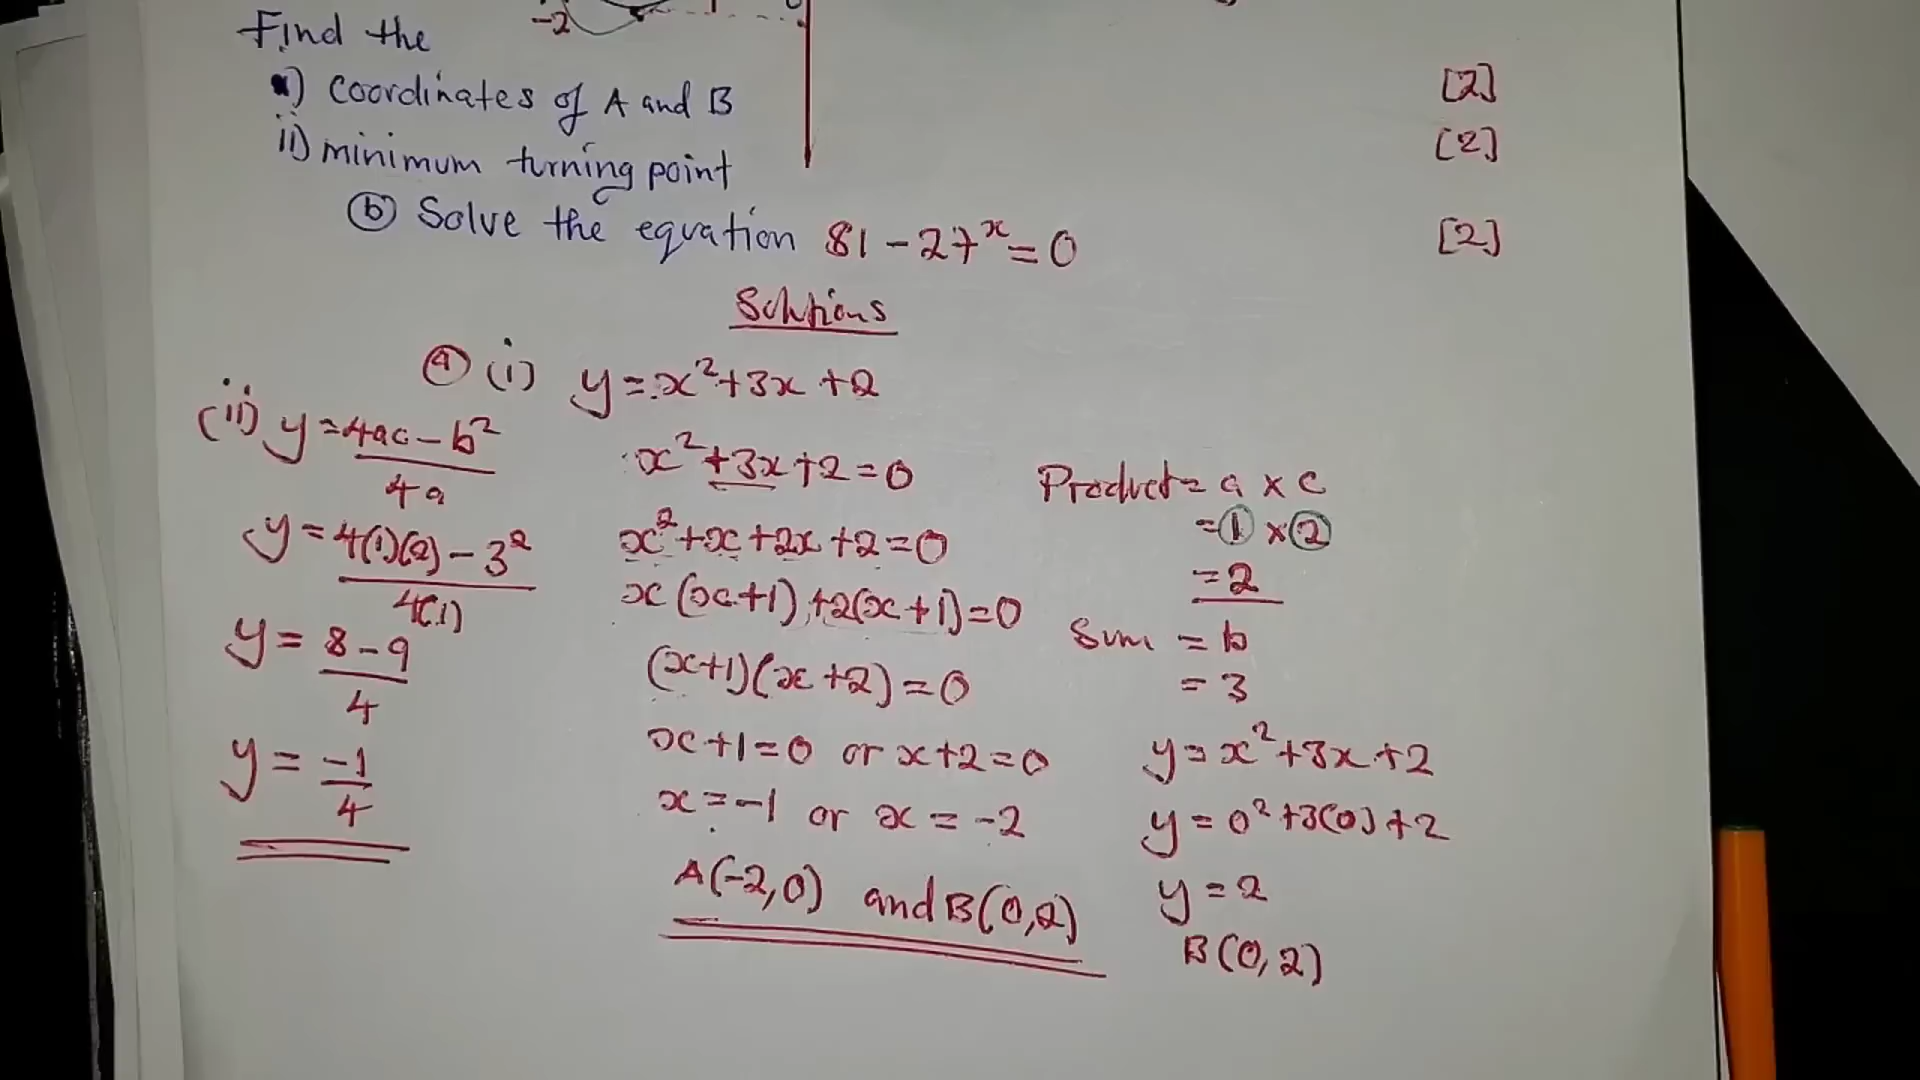 Find the
-2
i) coordinates of A and B [2]
ii) minimum turning point [2]
(b) Solve the equation 81 - 27^x = 0 [2]
Solutions
(a) (i) y = x² + 3x + 2
x² + 3x + 2 = 0
x² + x + 2x + 2 = 0
x(x+1) + 2(x+1) = 0
(x+1)(x+2) = 0
x+1 = 0 or x+2 = 0
x = -1 or x = -2
A(-2,0) and B(0,2)
Product = a × c
= 1 × 2
= 2
Sum = b
= 3
y = x² + 3x + 2
y = 0² + 3(0) + 2
y = 2
B(0,2)
(ii) y = 4ac - b²
4a
y = 4(1)(2) - 3²
4(1)
y = 8 - 9
4
y = -1
4